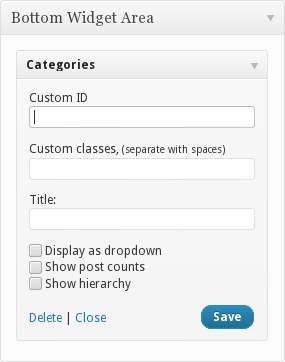 Bottom Widget Area
Categories
Custom ID
Custom classes, (separate with spaces)
Title:
Display as dropdown
Show post counts
Show hierarchy
Delete | Close Save